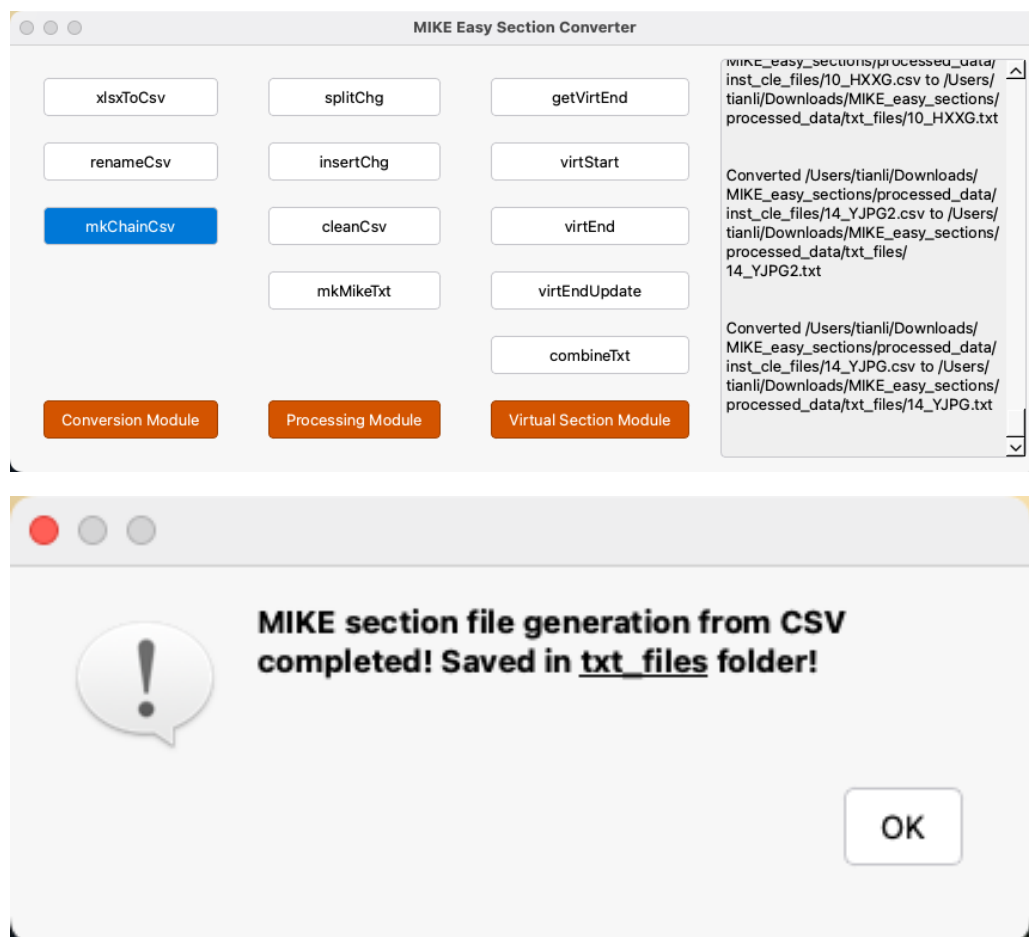 MIKE Easy Section Converter
xlsxToCsv
splitChg
getVirtEnd
renameCsv
insertChg
virtStart
mkChainCsv
cleanCsv
virtEnd
mkMikeTxt
virtEndUpdate
combineTxt
Conversion Module
Processing Module
Virtual Section Module
MIKE_easy_sections/processed_data/
inst_cle_files/10_HXXG.csv to /Users/
tianli/Downloads/MIKE_easy_sections/
processed_data/txt_files/10_HXXG.txt
Converted /Users/tianli/Downloads/
MIKE_easy_sections/processed_data/
inst_cle_files/14_YJPG2.csv to /Users/
tianli/Downloads/MIKE_easy_sections/
processed_data/txt_files/
14_YJPG2.txt
Converted /Users/tianli/Downloads/
MIKE_easy_sections/processed_data/
inst_cle_files/14_YJPG.csv to /Users/
tianli/Downloads/MIKE_easy_sections/
processed_data/txt_files/14_YJPG.txt
MIKE section file generation from CSV
completed! Saved in txt_files folder!
OK